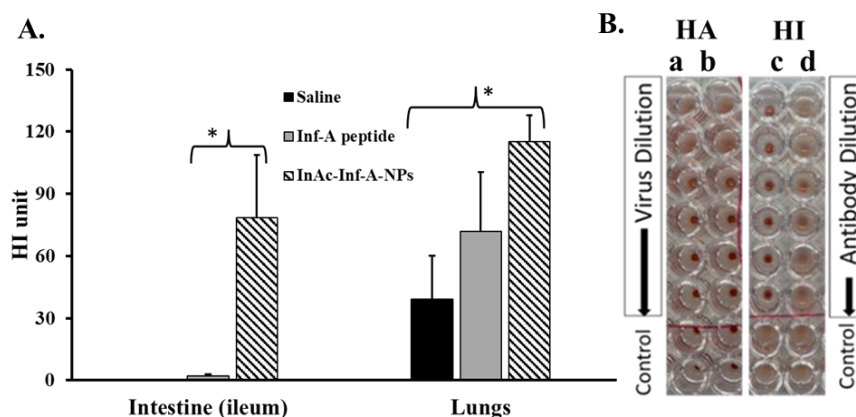 A.
150
120
90
60
30
0
HI unit
*
*
Saline
Inf-A peptide
InAc-Inf-A-NPs
Intestine (ileum)
Lungs
B.
HA
HI
a b
c d
Virus Dilution
Control
Antibody Dilution
Control